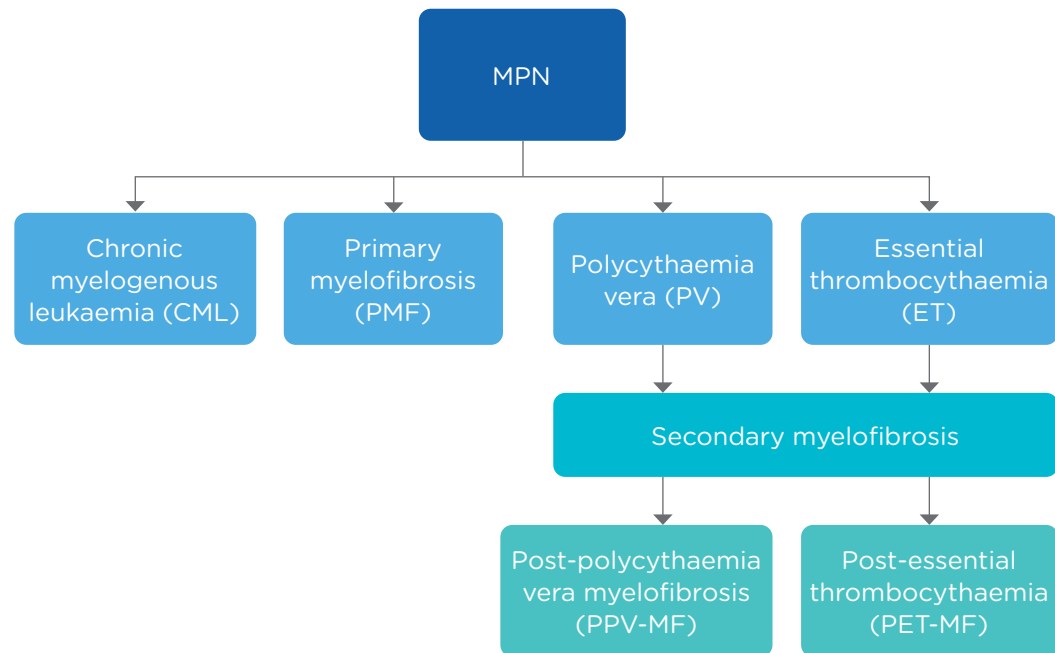 MPN
Chronic
myelogenous
leukaemia (CML)
Primary
myelofibrosis
(PMF)
Polycythaemia
vera (PV)
Essential
thrombocythaemia
(ET)
Secondary myelofibrosis
Post-polycythaemia
vera myelofibrosis
(PPV-MF)
Post-essential
thrombocythaemia
(PET-MF)